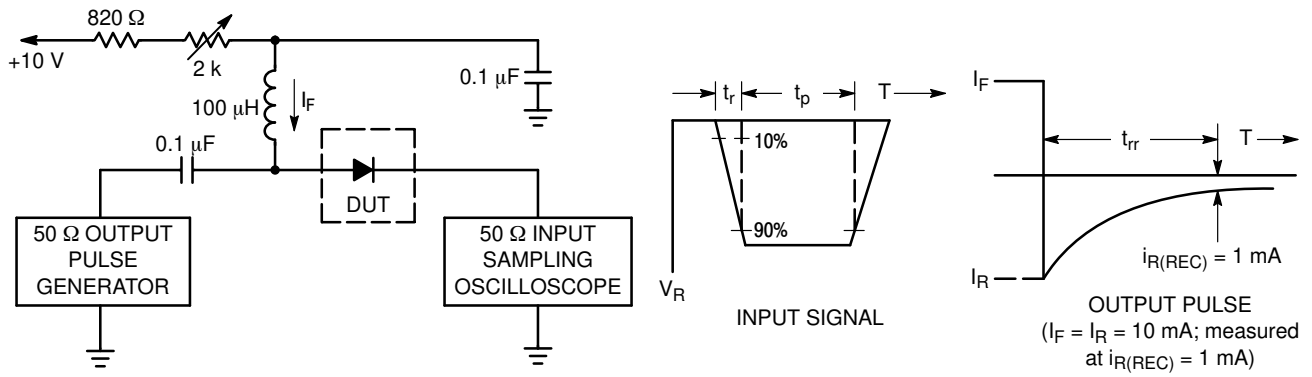 820 Ω
+10 V
2 k
100 µH
I_F
0.1 µF
0.1 µF
DUT
50 Ω OUTPUT
PULSE
GENERATOR
50 Ω INPUT
SAMPLING
OSCILLOSCOPE
t_r
t_p
T
10%
90%
V_R
INPUT SIGNAL
I_F
t_rr
T
I_R
i_R(REC) = 1 mA
OUTPUT PULSE
(I_F = I_R = 10 mA; measured
at i_R(REC) = 1 mA)